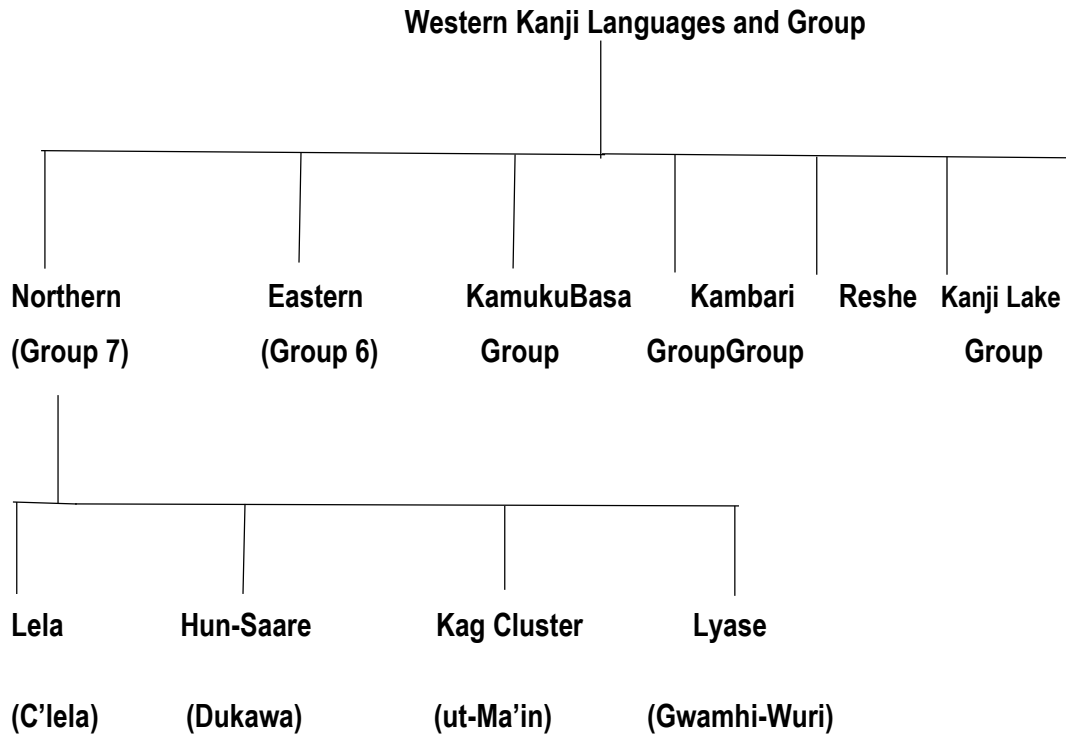 Western Kanji Languages and Group
Northern Eastern KamukuBasa Kambari Reshe Kanji Lake
(Group 7) (Group 6) Group GroupGroup Group
Lela Hun-Saare Kag Cluster Lyase
(C’lela) (Dukawa) (ut-Ma’in) (Gwamhi-Wuri)